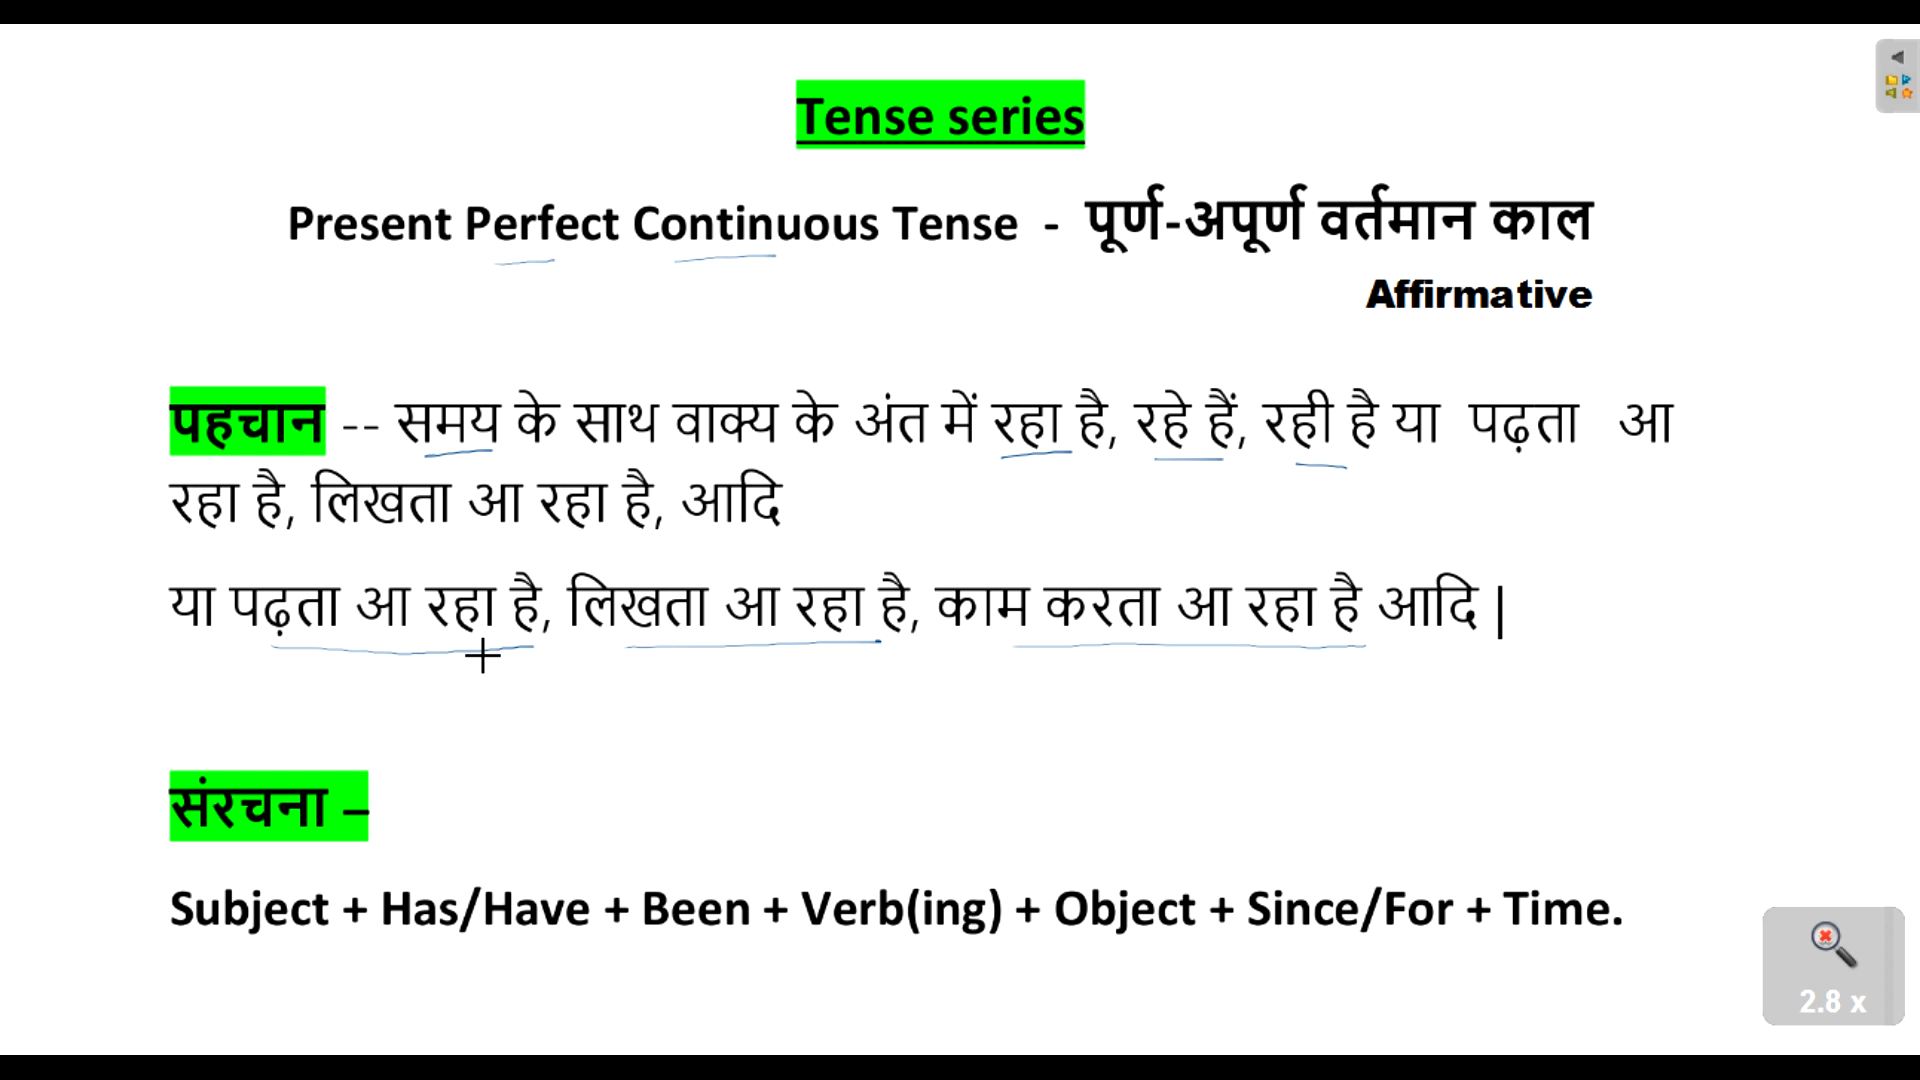 Tense series
Present Perfect Continuous Tense - पूर्ण-अपूर्ण वर्तमान काल
Affirmative
पहचान -- समय के साथ वाक्य के अंत में रहा है, रहे हैं, रही है या पढ़ता आ
रहा है, लिखता आ रहा है, आदि
या पढ़ता आ रहा है, लिखता आ रहा है, काम करता आ रहा है आदि |
संरचना –
Subject + Has/Have + Been + Verb(ing) + Object + Since/For + Time.
2.8 x